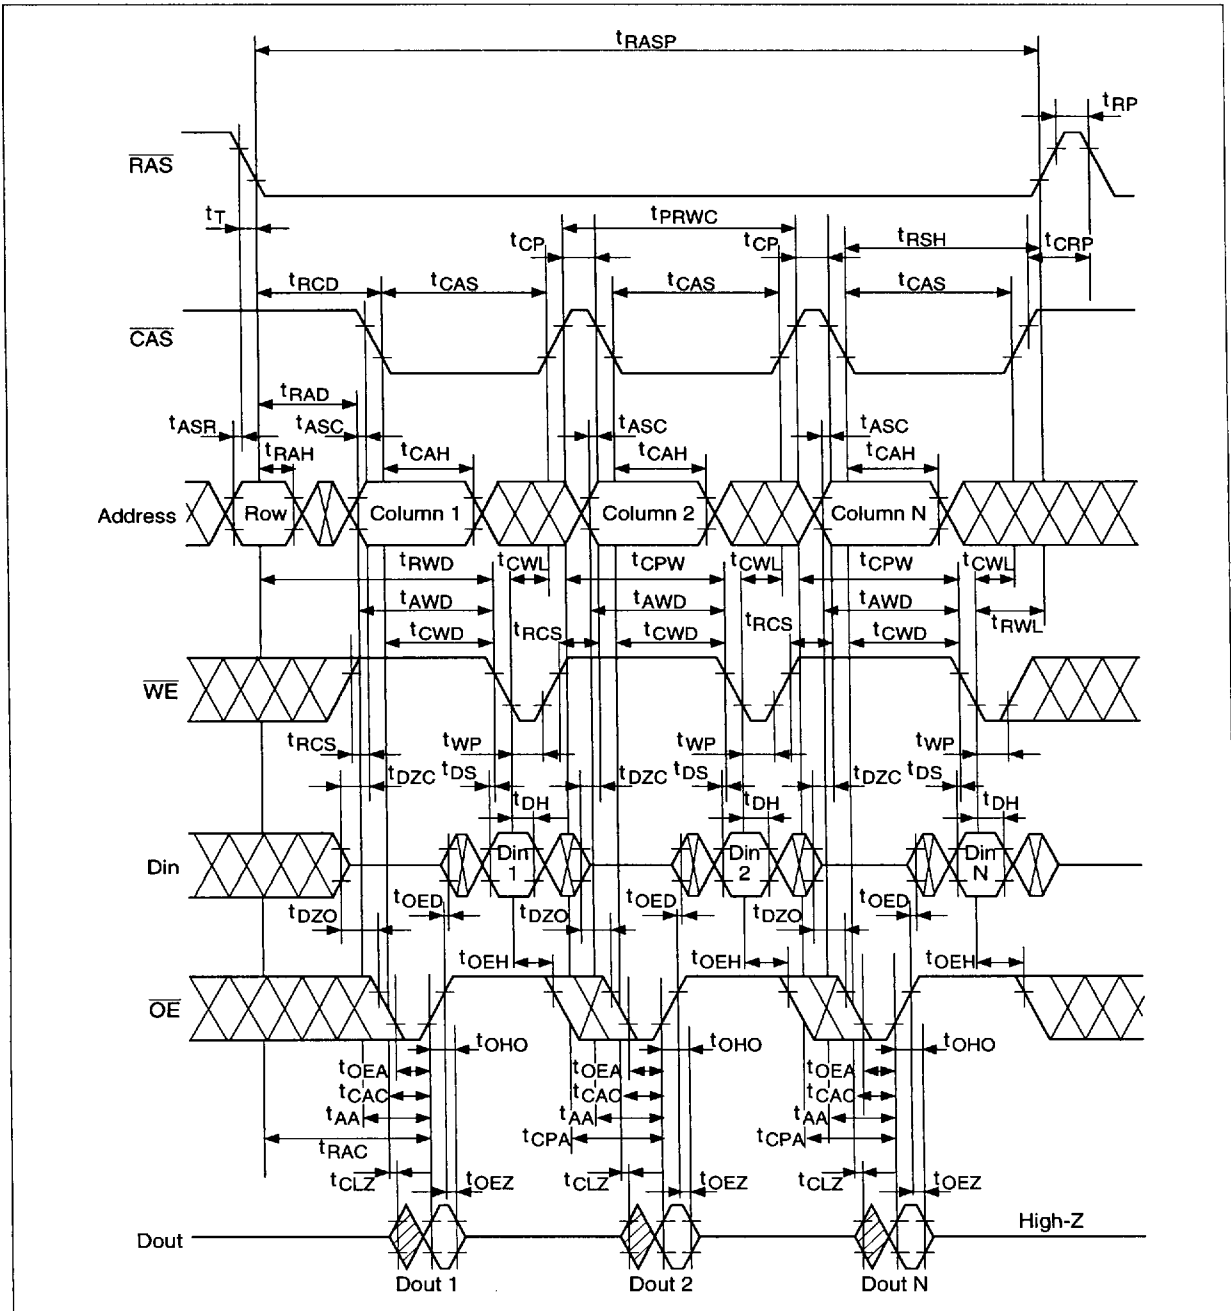 tRASP
tRP
RAS
tT
tPRWC
tCP
tCP
tRSH
tCRP
tRCD
tCAS
tCAS
tCAS
CAS
tRAD
tASR
tASC
tASC
tASC
tRAH
tCAH
tCAH
tCAH
Address
Row
Column 1
Column 2
Column N
tRWD
tCWL
tCPW
tCWL
tCPW
tCWL
tAWD
tAWD
tAWD
tCWD
tRCS
tCWD
tRCS
tCWD
tRWL
WE
tRCS
tWP
tWP
tWP
tDZC
tDS
tDZC
tDS
tDZC
tDS
tDH
tDH
tDH
Din
Din 1
Din 2
Din N
tDZO
tOED
tDZO
tOED
tDZO
tOED
tOEH
tOEH
tOEH
OE
tOHO
tOHO
tOHO
tOEA
tOEA
tOEA
tCAC
tCAC
tCAC
tAA
tAA
tAA
tRAC
tCPA
tCPA
tCLZ
tOEZ
tCLZ
tOEZ
tCLZ
tOEZ
High-Z
Dout
Dout 1
Dout 2
Dout N